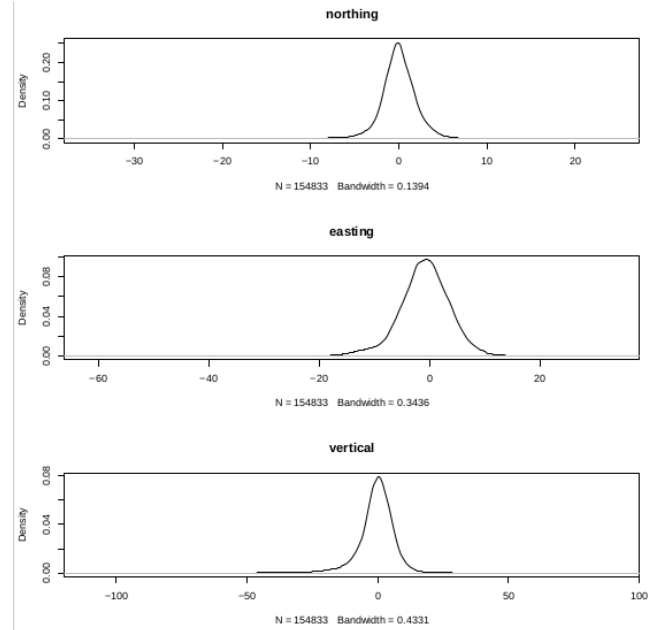 northing
Density
0.00 0.10 0.20
−30 −20 −10 0 10 20
N = 154833 Bandwidth = 0.1394
easting
Density
0.00 0.04 0.08
−60 −40 −20 0 20
N = 154833 Bandwidth = 0.3436
vertical
Density
0.00 0.04 0.08
−100 −50 0 50 100
N = 154833 Bandwidth = 0.4331